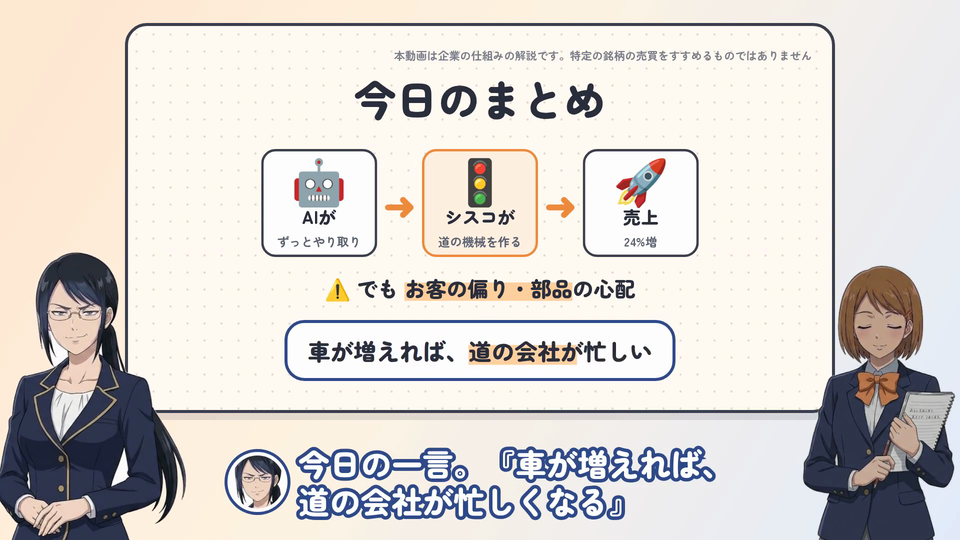 本動画は企業の仕組みの解説です。特定の銘柄の売買をすすめるものではありません
今日のまとめ
AIが
ずっとやり取り
シスコが
道の機械を作る
売上
24%増
でも お客の偏り・部品の心配
車が増えれば、道の会社が忙しい
今日の一言。『車が増えれば、
道の会社が忙しくなる』